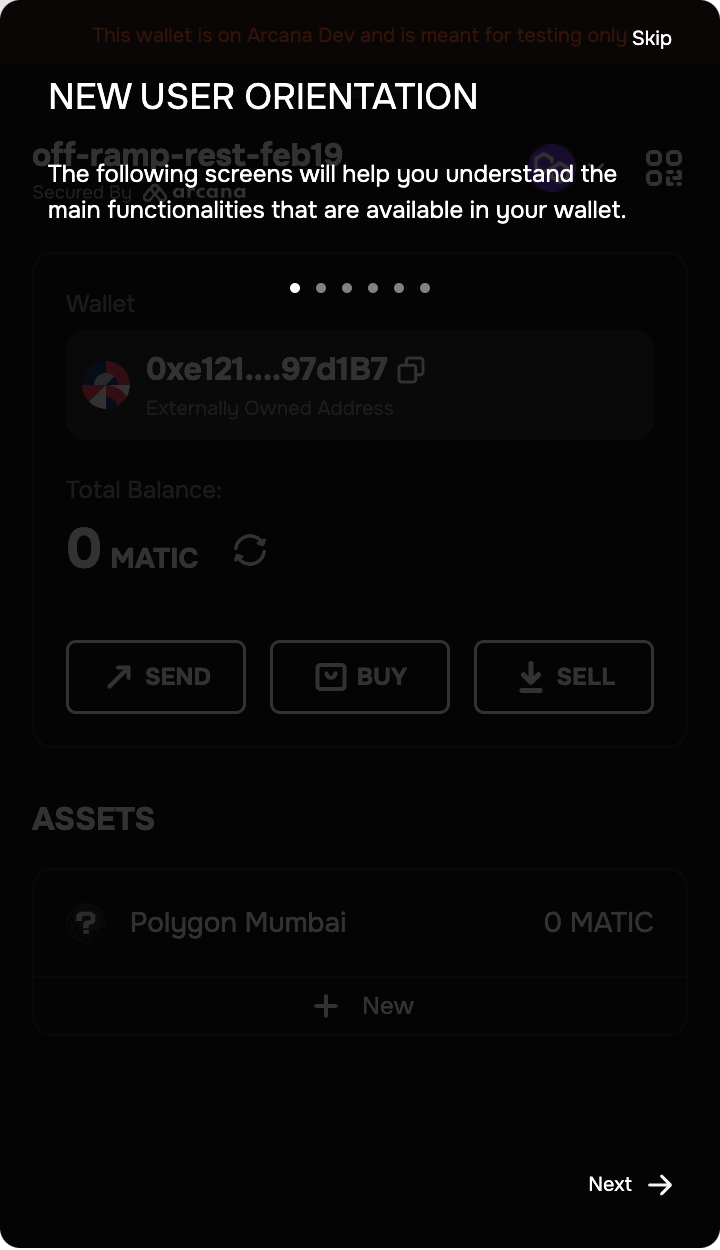 This wallet is on Arcana Dev and is meant for testing only
Skip
NEW USER ORIENTATION
off-ramp-rest-feb19
The following screens will help you understand the
Secured By arcana
main functionalities that are available in your wallet.
Wallet
0xe121....97d1B7
Externally Owned Address
Total Balance:
0 MATIC
SEND BUY SELL
ASSETS
? Polygon Mumbai 0 MATIC
+ New
Next